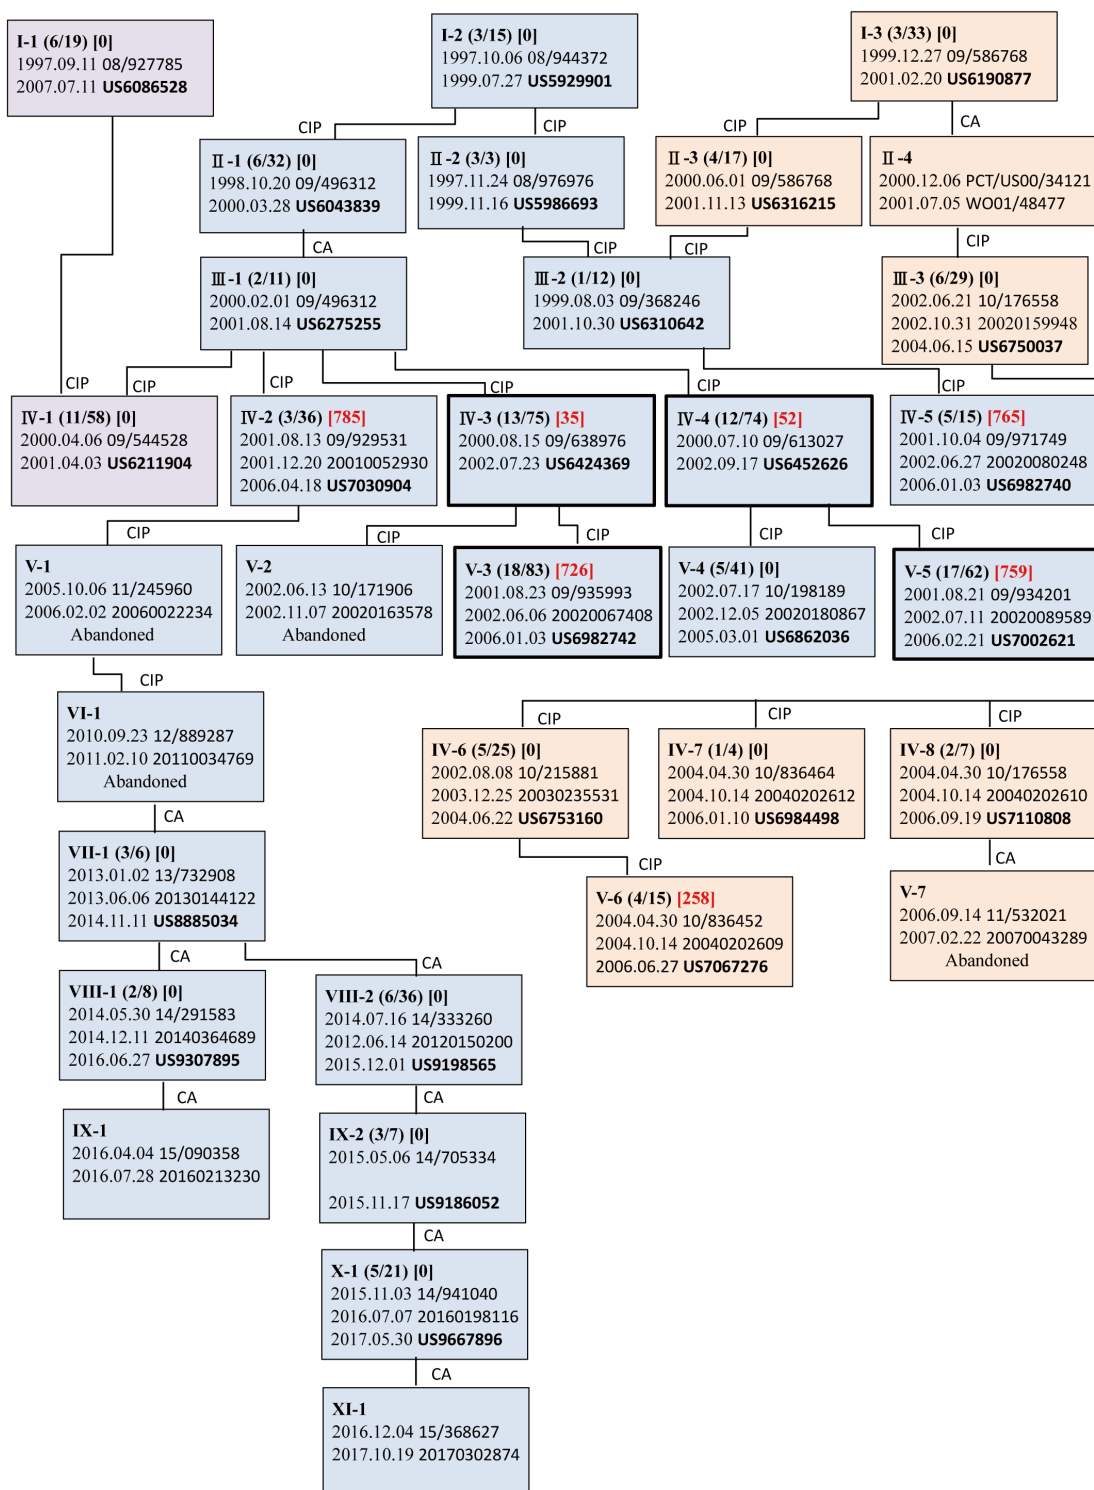 I-1 (6/19) [0]
1997.09.11 08/927785
2007.07.11 US6086528
I-2 (3/15) [0]
1997.10.06 08/944372
1999.07.27 US5929901
I-3 (3/33) [0]
1999.12.27 09/586768
2001.02.20 US6190877
CIP
CIP
CIP
CA
Ⅱ-1 (6/32) [0]
1998.10.20 09/496312
2000.03.28 US6043839
Ⅱ-2 (3/3) [0]
1997.11.24 08/976976
1999.11.16 US5986693
Ⅱ-3 (4/17) [0]
2000.06.01 09/586768
2001.11.13 US6316215
Ⅱ-4
2000.12.06 PCT/US00/34121
2001.07.05 WO01/48477
CA
CIP
CIP
CIP
Ⅲ-1 (2/11) [0]
2000.02.01 09/496312
2001.08.14 US6275255
Ⅲ-2 (1/12) [0]
1999.08.03 09/368246
2001.10.30 US6310642
Ⅲ-3 (6/29) [0]
2002.06.21 10/176558
2002.10.31 20020159948
2004.06.15 US6750037
CIP
CIP
CIP
CIP
CIP
CIP
Ⅳ-1 (11/58) [0]
2000.04.06 09/544528
2001.04.03 US6211904
Ⅳ-2 (3/36) [785]
2001.08.13 09/929531
2001.12.20 20010052930
2006.04.18 US7030904
Ⅳ-3 (13/75) [35]
2000.08.15 09/638976
2002.07.23 US6424369
Ⅳ-4 (12/74) [52]
2000.07.10 09/613027
2002.09.17 US6452626
Ⅳ-5 (5/15) [765]
2001.10.04 09/971749
2002.06.27 20020080248
2006.01.03 US6982740
CIP
CIP
CIP
CIP
CIP
V-1
2005.10.06 11/245960
2006.02.02 20060022234
Abandoned
V-2
2002.06.13 10/171906
2002.11.07 20020163578
Abandoned
V-3 (18/83) [726]
2001.08.23 09/935993
2002.06.06 20020067408
2006.01.03 US6982742
V-4 (5/41) [0]
2002.07.17 10/198189
2002.12.05 20020180867
2005.03.01 US6862036
V-5 (17/62) [759]
2001.08.21 09/934201
2002.07.11 20020089589
2006.02.21 US7002621
CIP
CIP
CIP
CIP
VI-1
2010.09.23 12/889287
2011.02.10 20110034769
Abandoned
IV-6 (5/25) [0]
2002.08.08 10/215881
2003.12.25 20030235531
2004.06.22 US6753160
IV-7 (1/4) [0]
2004.04.30 10/836464
2004.10.14 20040202612
2006.01.10 US6984498
IV-8 (2/7) [0]
2004.04.30 10/176558
2004.10.14 20040202610
2006.09.19 US7110808
CA
CIP
CA
VII-1 (3/6) [0]
2013.01.02 13/732908
2013.06.06 20130144122
2014.11.11 US8885034
V-6 (4/15) [258]
2004.04.30 10/836452
2004.10.14 20040202609
2006.06.27 US7067276
V-7
2006.09.14 11/532021
2007.02.22 20070043289
Abandoned
CA
CA
VIII-1 (2/8) [0]
2014.05.30 14/291583
2014.12.11 20140364689
2016.06.27 US9307895
VIII-2 (6/36) [0]
2014.07.16 14/333260
2012.06.14 20120150200
2015.12.01 US9198565
CA
CA
IX-1
2016.04.04 15/090358
2016.07.28 20160213230
IX-2 (3/7) [0]
2015.05.06 14/705334
2015.11.17 US9186052
CA
X-1 (5/21) [0]
2015.11.03 14/941040
2016.07.07 20160198116
2017.05.30 US9667896
CA
XI-1
2016.12.04 15/368627
2017.10.19 20170302874